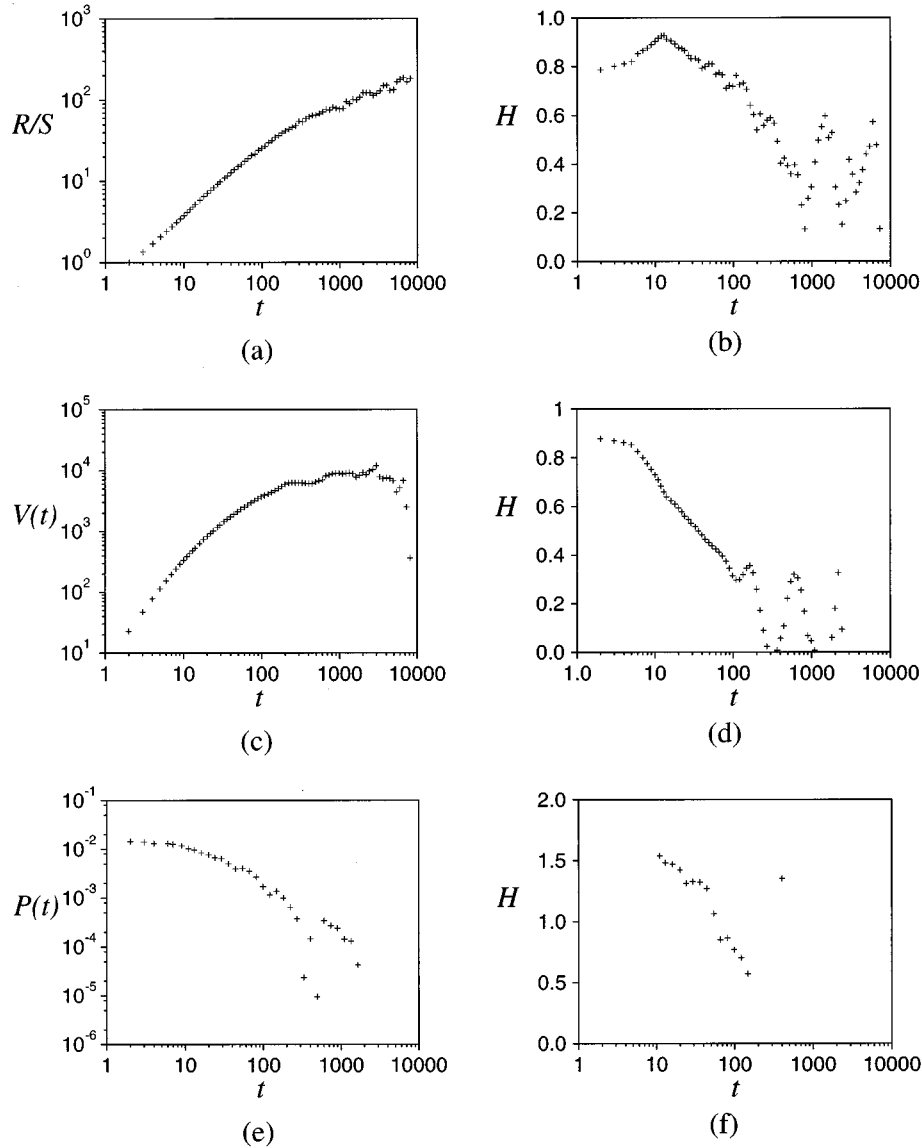 10^3
10^2
R/S
10^1
10^0
1 10 100 1000 10000
t
(a)
1.0
0.8
H
0.6
0.4
0.2
0.0
1 10 100 1000 10000
t
(b)
10^5
10^4
V(t)
10^3
10^2
10^1
1 10 100 1000 10000
t
(c)
1
0.8
H
0.6
0.4
0.2
0.0
1.0 10 100 1000 10000
t
(d)
10^-1
10^-2
10^-3
P(t)
10^-4
10^-5
10^-6
1 10 100 1000 10000
t
(e)
2.0
1.5
H
1.0
0.5
0.0
1 10 100 1000 10000
t
(f)